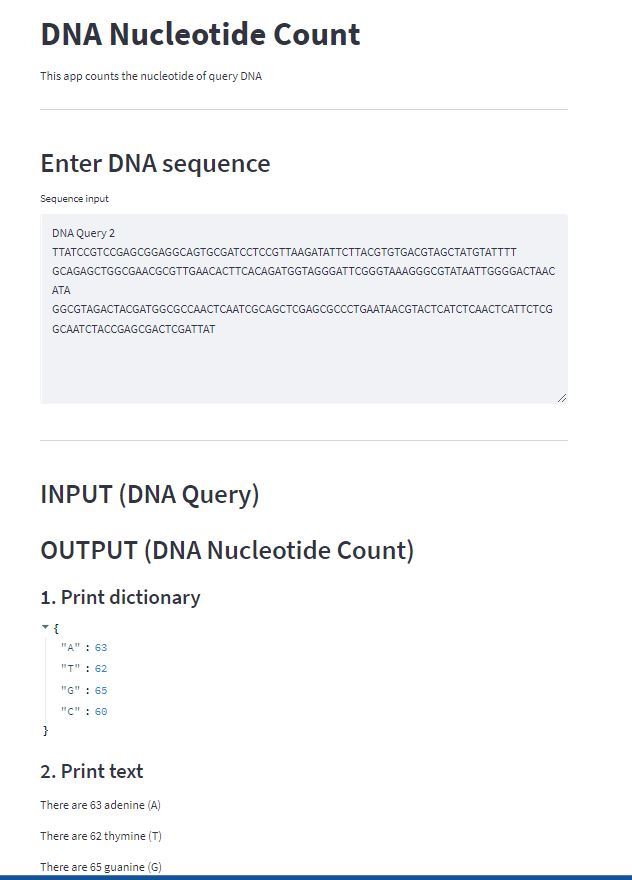 DNA Nucleotide Count
This app counts the nucleotide of query DNA
Enter DNA sequence
Sequence input
DNA Query 2
TTATCCGTCCGAGCGGAGGCAGTGCGATCCTCCGTTAAGATATTCTTACGTGTGACGTAGCTATGTATTTT
GCAGAGCTGGCGAACGCGTTGAACACTTCACAGATGGTAGGGATTCGGGTAAAGGGCGTATAATTGGGGACTAAC
ATA
GGCGTAGACTACGATGGCGCCAACTCAATCGCAGCTCGAGCGCCCTGAATAACGTACTCATCTCAACTCATTCTCG
GCAATCTACCGAGCGACTCGATTAT
INPUT (DNA Query)
OUTPUT (DNA Nucleotide Count)
1. Print dictionary
{
"A" : 63
"T" : 62
"G" : 65
"C" : 60
}
2. Print text
There are 63 adenine (A)
There are 62 thymine (T)
There are 65 guanine (G)